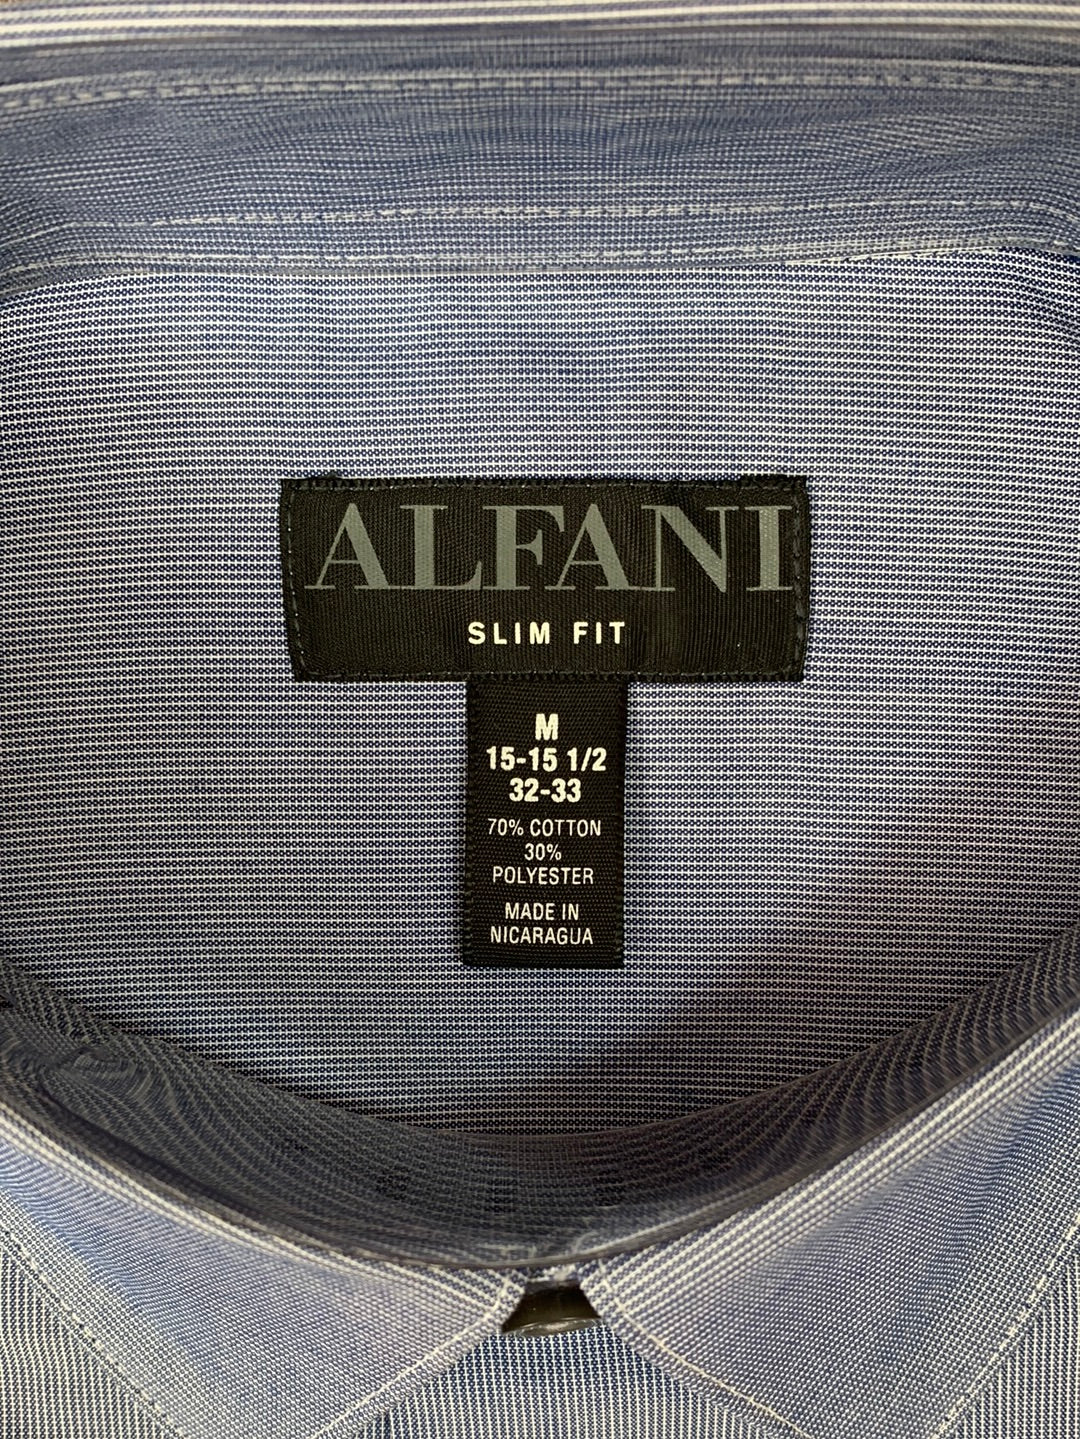 ALFANI
SLIM FIT
M
15-15 1/2
32-33
70% COTTON
30%
POLYESTER
MADE IN
NICARAGUA